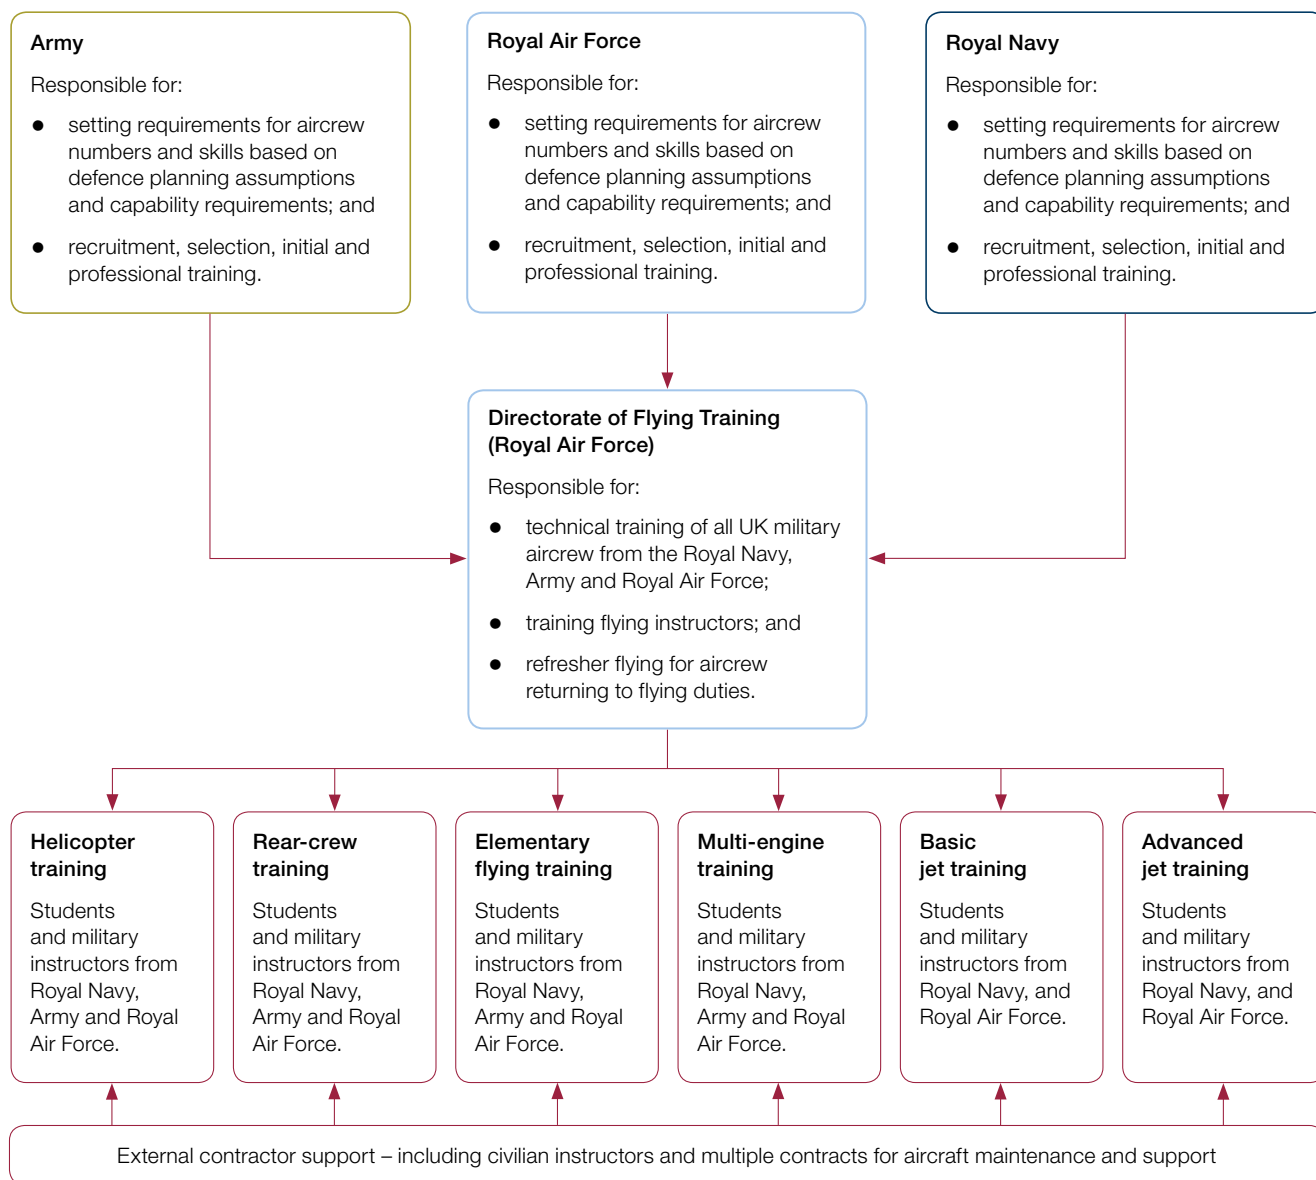 Army
Responsible for:
● setting requirements for aircrew
numbers and skills based on
defence planning assumptions
and capability requirements; and
● recruitment, selection, initial and
professional training.
Royal Air Force
Responsible for:
● setting requirements for aircrew
numbers and skills based on
defence planning assumptions
and capability requirements; and
● recruitment, selection, initial and
professional training.
Royal Navy
Responsible for:
● setting requirements for aircrew
numbers and skills based on
defence planning assumptions
and capability requirements; and
● recruitment, selection, initial and
professional training.
Directorate of Flying Training
(Royal Air Force)
Responsible for:
● technical training of all UK military
aircrew from the Royal Navy,
Army and Royal Air Force;
● training flying instructors; and
● refresher flying for aircrew
returning to flying duties.
Helicopter
training
Students
and military
instructors from
Royal Navy,
Army and Royal
Air Force.
Rear-crew
training
Students
and military
instructors from
Royal Navy,
Army and Royal
Air Force.
Elementary
flying training
Students
and military
instructors from
Royal Navy,
Army and Royal
Air Force.
Multi-engine
training
Students
and military
instructors from
Royal Navy,
Army and Royal
Air Force.
Basic
jet training
Students
and military
instructors from
Royal Navy, and
Royal Air Force.
Advanced
jet training
Students
and military
instructors from
Royal Navy, and
Royal Air Force.
External contractor support – including civilian instructors and multiple contracts for aircraft maintenance and support